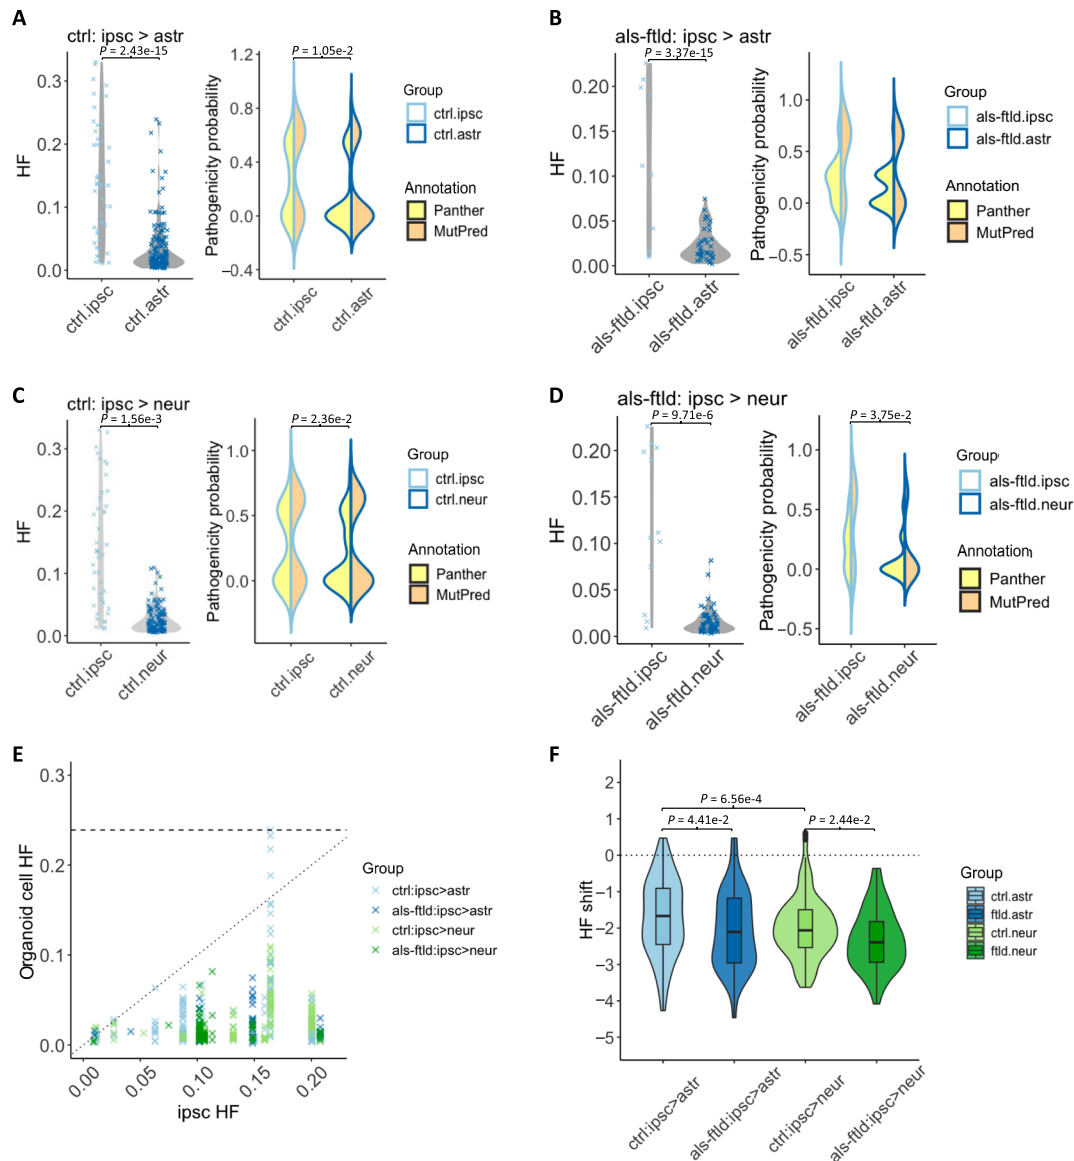 A
ctrl: ipsc > astr
P = 2.43e-15
HF
0.3
0.2
0.1
0.0
ctrl.ipsc
ctrl.astr
P = 1.05e-2
Pathogenicity probability
1.2
0.8
0.4
0.0
−0.4
ctrl.ipsc
ctrl.astr
Group
ctrl.ipsc
ctrl.astr
Annotation
Panther
MutPred
B
als-ftld: ipsc > astr
P = 3.37e-15
HF
0.20
0.15
0.10
0.05
0.00
als-ftld.ipsc
als-ftld.astr
Pathogenicity probability
1.0
0.5
0.0
−0.5
als-ftld.ipsc
als-ftld.astr
Group
als-ftld.ipsc
als-ftld.astr
Annotation
Panther
MutPred
C
ctrl: ipsc > neur
P = 1.56e-3
HF
0.3
0.2
0.1
0.0
ctrl.ipsc
ctrl.neur
P = 2.36e-2
Pathogenicity probability
1.0
0.5
0.0
ctrl.ipsc
ctrl.neur
Group
ctrl.ipsc
ctrl.neur
Annotation
Panther
MutPred
D
als-ftld: ipsc > neur
P = 9.71e-6
HF
0.20
0.15
0.10
0.05
0.00
als-ftld.ipsc
als-ftld.neur
P = 3.75e-2
Pathogenicity probability
1.0
0.5
0.0
−0.5
als-ftld.ipsc
als-ftld.neur
Group
als-ftld.ipsc
als-ftld.neur
Annotation
Panther
MutPred
E
Organoid cell HF
0.3
0.2
0.1
0.0
0.00
0.05
0.10
0.15
0.20
ipsc HF
Group
ctrl:ipsc>astr
als-ftld:ipsc>astr
ctrl:ipsc>neur
als-ftld:ipsc>neur
F
HF shift
2
1
0
−1
−2
−3
−4
−5
P = 6.56e-4
P = 4.41e-2
P = 2.44e-2
ctrl:ipsc>astr
als-ftld:ipsc>astr
ctrl:ipsc>neur
als-ftld:ipsc>neur
Group
ctrl.astr
ftld.astr
ctrl.neur
ftld.neur